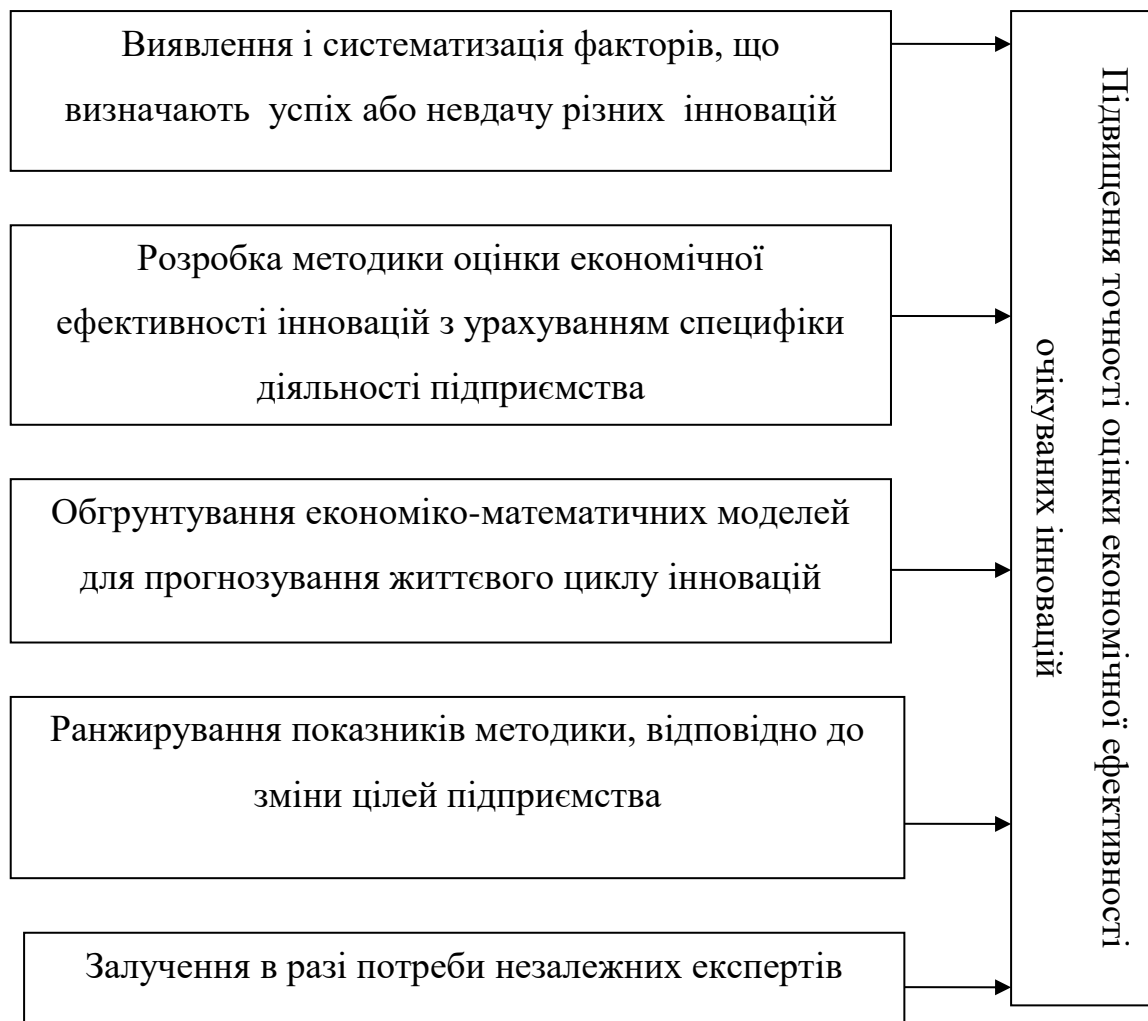 Виявлення і систематизація факторів, що
визначають успіх або невдачу різних інновацій
Розробка методики оцінки економічної
ефективності інновацій з урахуванням специфіки
діяльності підприємства
Обгрунтування економіко-математичних моделей
для прогнозування життєвого циклу інновацій
Ранжирування показників методики, відповідно до
зміни цілей підприємства
Залучення в разі потреби незалежних експертів
Підвищення точності оцінки економічної ефективності
очікуваних інновацій